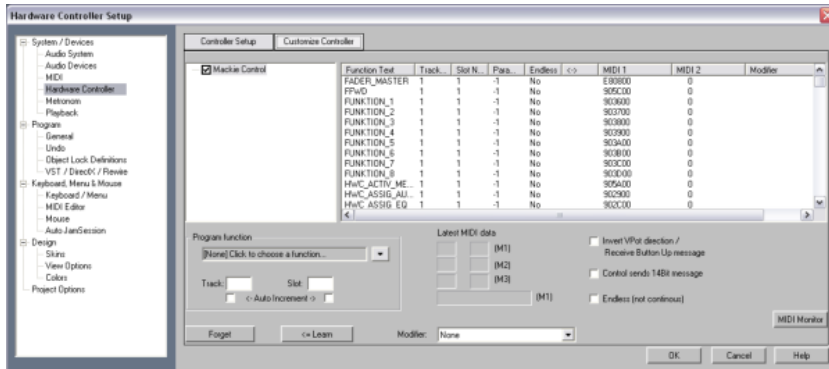 Hardware Controller Setup
System / Devices
Audio System
Audio Devices
MIDI
Hardware Controller
Metronom
Playback
Program
General
Undo
Object Lock Definitions
VST / DirectX / Rewire
Keyboard, Menu & Mouse
Keyboard / Menu
MIDI Editor
Mouse
Auto JamSession
Design
Skins
View Options
Colors
Project Options
Controller Setup Customize Controller
Mackie Control
Function Text Track... Slot N... Para... Endless <-> MIDI 1 MIDI 2 Modifier
FADER_MASTER 1 1 -1 No E80800 0
FFWD 1 1 -1 No 905C00 0
FUNKTION_1 1 1 -1 No 903600 0
FUNKTION_2 1 1 -1 No 903700 0
FUNKTION_3 1 1 -1 No 903800 0
FUNKTION_4 1 1 -1 No 903900 0
FUNKTION_5 1 1 -1 No 903A00 0
FUNKTION_6 1 1 -1 No 903B00 0
FUNKTION_7 1 1 -1 No 903C00 0
FUNKTION_8 1 1 -1 No 903D00 0
HWC_ACTIV_ME... 1 1 -1 No 905A00 0
HWC_ASSIG_AU... 1 1 -1 No 902900 0
HWC_ASSIG_EQ 1 1 -1 No 902C00 0
Program function
[None] Click to choose a function...
Track: Slot:
<- Auto Increment ->
Latest MIDI data
(M1)
(M2)
(M3)
(M1)
Invert VPot direction /
Receive Button Up message
Control sends 14Bit message
Endless (not continous)
MIDI Monitor
Forget <= Learn Modifier: None
OK Cancel Help